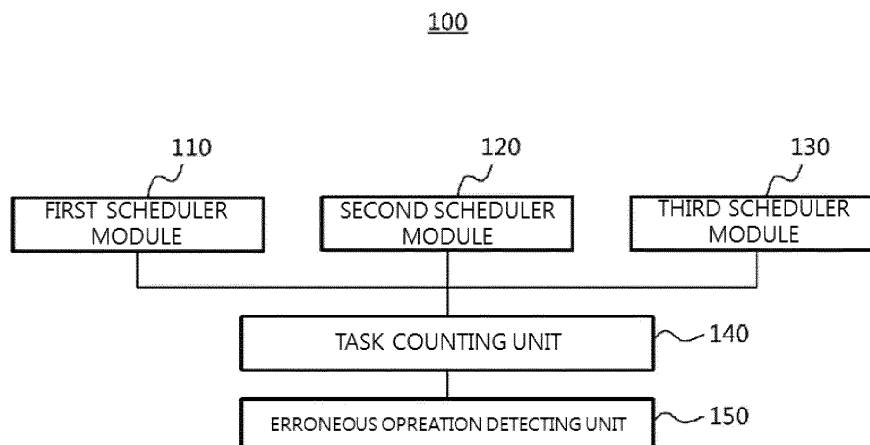 100
110
120
130
FIRST SCHEDULER
MODULE
SECOND SCHEDULER
MODULE
THIRD SCHEDULER
MODULE
TASK COUNTING UNIT
140
ERRONEOUS OPREATION DETECTING UNIT
150